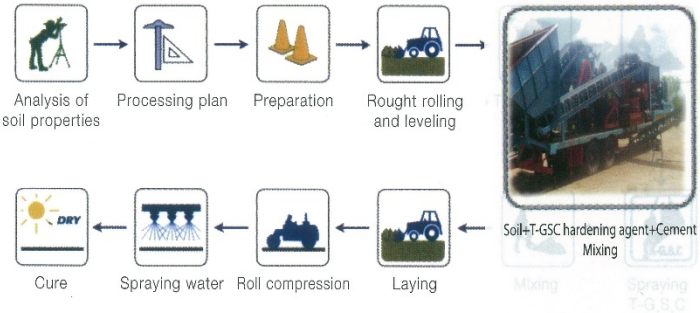 Analysis of
soil properties
Processing plan
Preparation
Rought rolling
and leveling
Soil+T-GSC hardening agent+Cement
Mixing
Mixing
Spraying
T-G.S.C
DRY
Cure
Spraying water
Roll compression
Laying